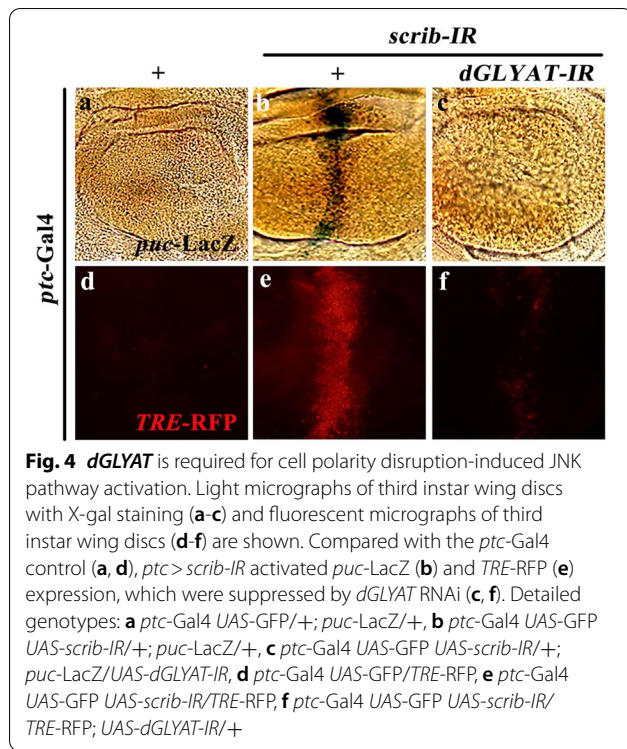 scrib-IR
+ + dGLYAT-IR
a b c
puc-LacZ
ptc-Gal4
d e f
TRE-RFP
Fig. 4 dGLYAT is required for cell polarity disruption-induced JNK
pathway activation. Light micrographs of third instar wing discs
with X-gal staining (a-c) and fluorescent micrographs of third
instar wing discs (d-f) are shown. Compared with the ptc-Gal4
control (a, d), ptc > scrib-IR activated puc-LacZ (b) and TRE-RFP (e)
expression, which were suppressed by dGLYAT RNAi (c, f). Detailed
genotypes: a ptc-Gal4 UAS-GFP/+; puc-LacZ/+, b ptc-Gal4 UAS-GFP
UAS-scrib-IR/+; puc-LacZ/+, c ptc-Gal4 UAS-GFP UAS-scrib-IR/+;
puc-LacZ/UAS-dGLYAT-IR, d ptc-Gal4 UAS-GFP/TRE-RFP, e ptc-Gal4
UAS-GFP UAS-scrib-IR/TRE-RFP, f ptc-Gal4 UAS-GFP UAS-scrib-IR/
TRE-RFP; UAS-dGLYAT-IR/+